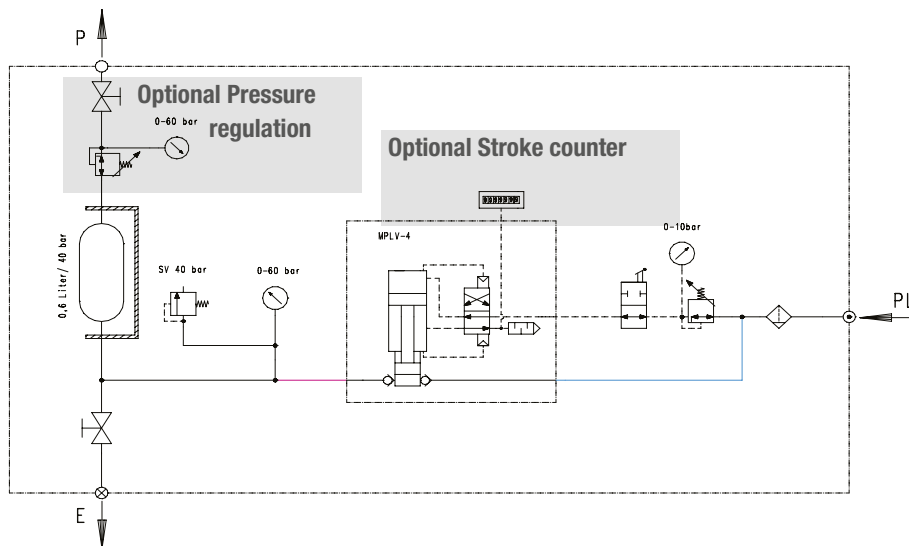 P
Optional Pressure
regulation
0-60 bar
Optional Stroke counter
MPLV-4
0-10bar
0,6 Liter/ 40 bar
SV 40 bar
0-60 bar
PL
E